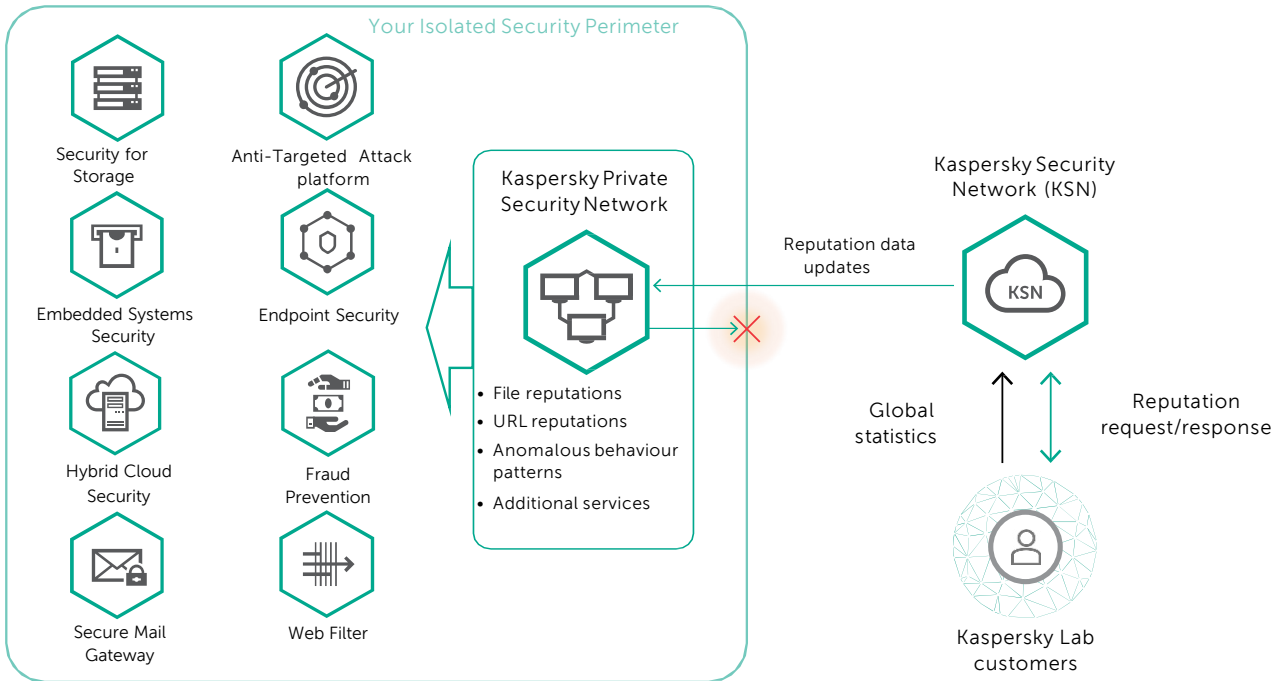 Your Isolated Security Perimeter
Security for
Storage
Anti-Targeted Attack
platform
Embedded Systems
Security
Endpoint Security
Hybrid Cloud
Security
Fraud
Prevention
Secure Mail
Gateway
Web Filter
Kaspersky Private
Security Network
• File reputations
• URL reputations
• Anomalous behaviour
patterns
• Additional services
Reputation data
updates
Kaspersky Security
Network (KSN)
KSN
Global
statistics
Reputation
request/response
Kaspersky Lab
customers